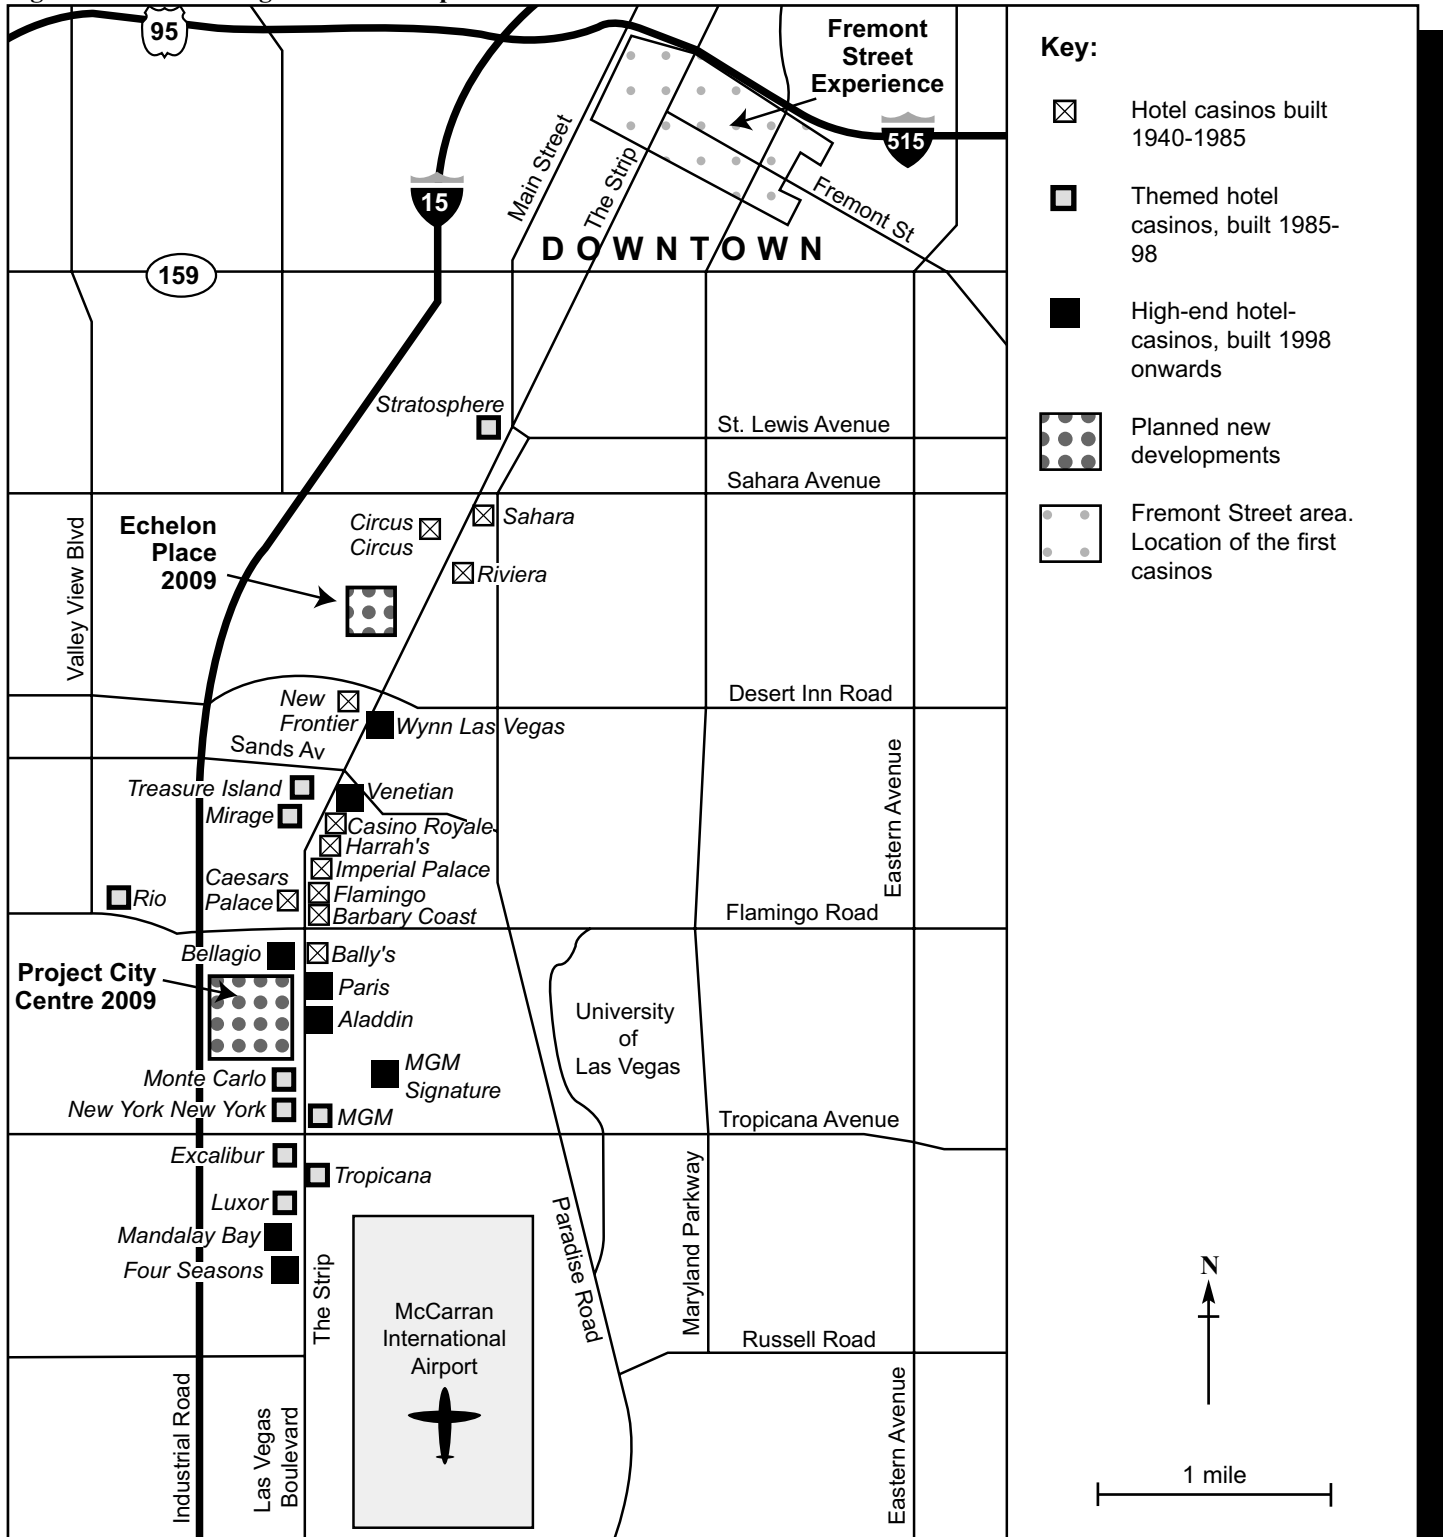 95
Fremont
Street
Experience
515
Main Street
The Strip
15
Fremont St
DOWNTOWN
159
Stratosphere
St. Lewis Avenue
Sahara Avenue
Valley View Blvd
Echelon
Place
2009
Circus
Circus
Sahara
Riviera
Desert Inn Road
New
Frontier
Wynn Las Vegas
Sands Av
Treasure Island
Venetian
Mirage
Casino Royale
Harrah's
Imperial Palace
Caesars
Palace
Flamingo
Barbary Coast
Rio
Eastern Avenue
Flamingo Road
Bellagio
Bally's
Project City
Centre 2009
Paris
Aladdin
University
of
Las Vegas
MGM
Signature
Monte Carlo
New York New York
MGM
Tropicana Avenue
Excalibur
Tropicana
Luxor
Mandalay Bay
Four Seasons
The Strip
Paradise Road
Maryland Parkway
McCarran
International
Airport
Russell Road
Industrial Road
Las Vegas
Boulevard
Eastern Avenue
Key:
Hotel casinos built
1940-1985
Themed hotel
casinos, built 1985-
98
High-end hotel-
casinos, built 1998
onwards
Planned new
developments
Fremont Street area.
Location of the first
casinos
N
1 mile